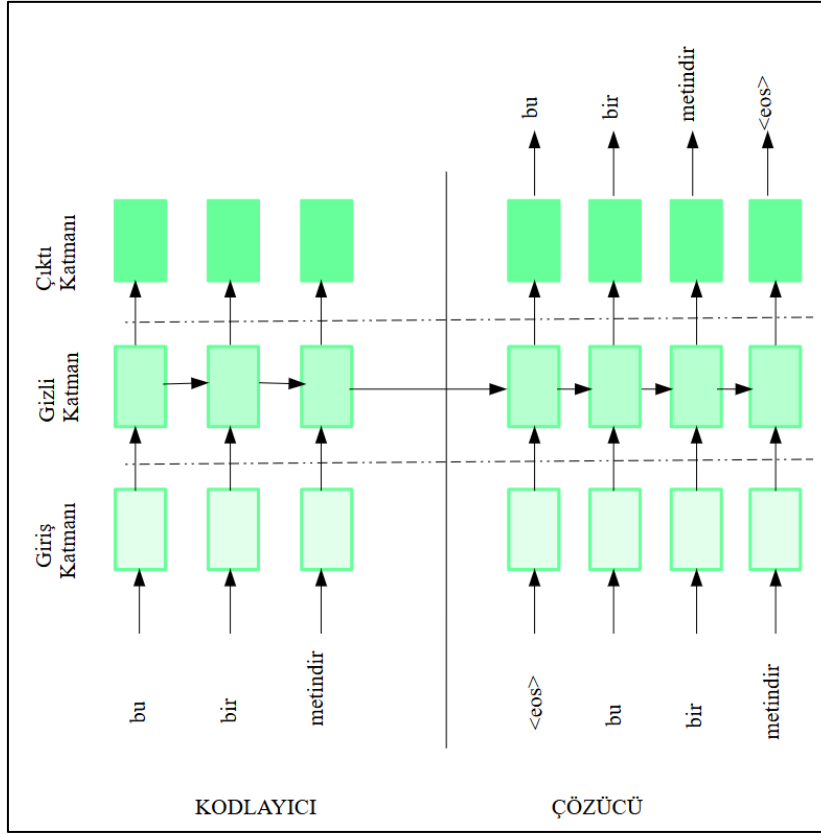 bu
bir
metindir
<eos>
Çıktı
Katmanı
Gizli
Katman
Giriş
Katmanı
bu
bir
metindir
<eos>
bu
bir
metindir
KODLAYICI
ÇÖZÜCÜ